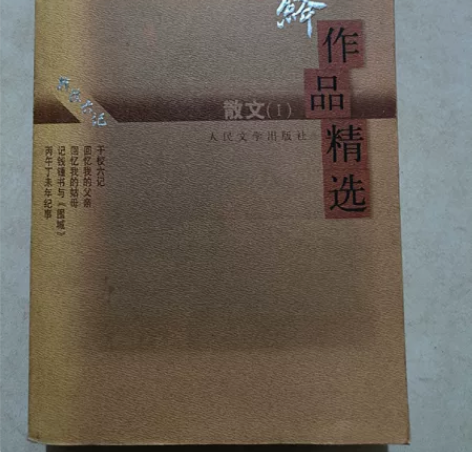 作品精选
散文(I)
人民文学出版社
干校六记
回忆我的父亲
回忆我的姑母
记钱锺书与《围城》
丙午丁未年纪事